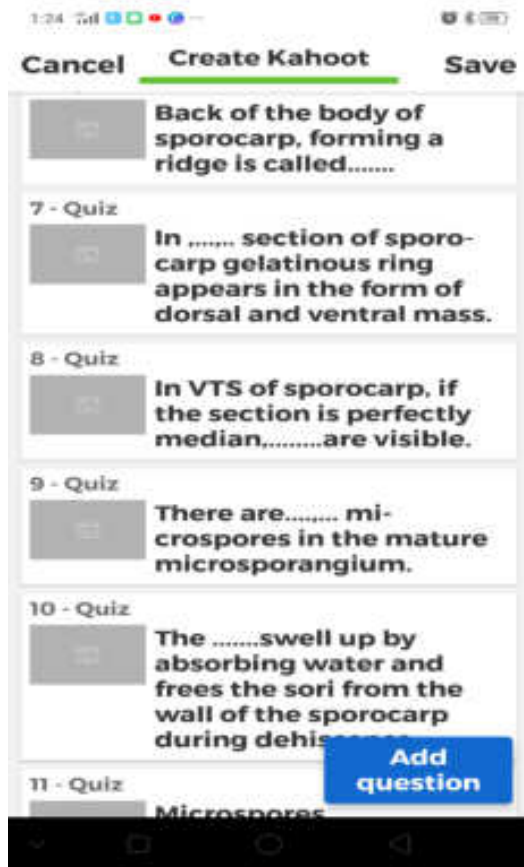 1:24
Cancel Create Kahoot Save
Back of the body of
sporocarp, forming a
ridge is called.......
7 - Quiz
In ,....,.. section of sporo-
carp gelatinous ring
appears in the form of
dorsal and ventral mass.
8 - Quiz
In VTS of sporocarp, if
the section is perfectly
median,........are visible.
9 - Quiz
There are....,... mi-
crospores in the mature
microsporangium.
10 - Quiz
The .......swell up by
absorbing water and
frees the sori from the
wall of the sporocarp
during
Add
question
11 - Quiz
Microspores